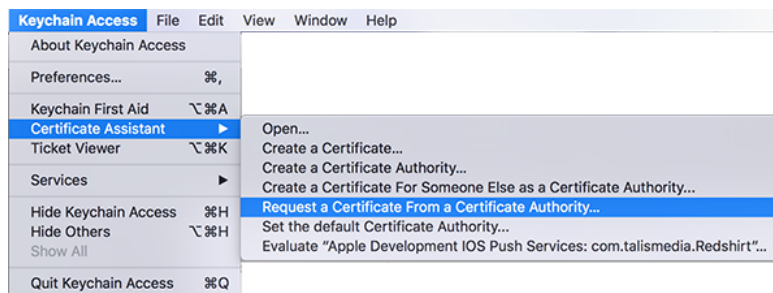 Keychain Access File Edit View Window Help
About Keychain Access
Preferences... ⌘,
Keychain First Aid ⌥⌘A
Certificate Assistant ▶
Ticket Viewer ⌥⌘K
Services ▶
Hide Keychain Access ⌘H
Hide Others ⌥⌘H
Show All
Quit Keychain Access ⌘Q
Open...
Create a Certificate...
Create a Certificate Authority...
Create a Certificate For Someone Else as a Certificate Authority...
Request a Certificate From a Certificate Authority...
Set the default Certificate Authority...
Evaluate “Apple Development IOS Push Services: com.talismedia.Redshirt”...